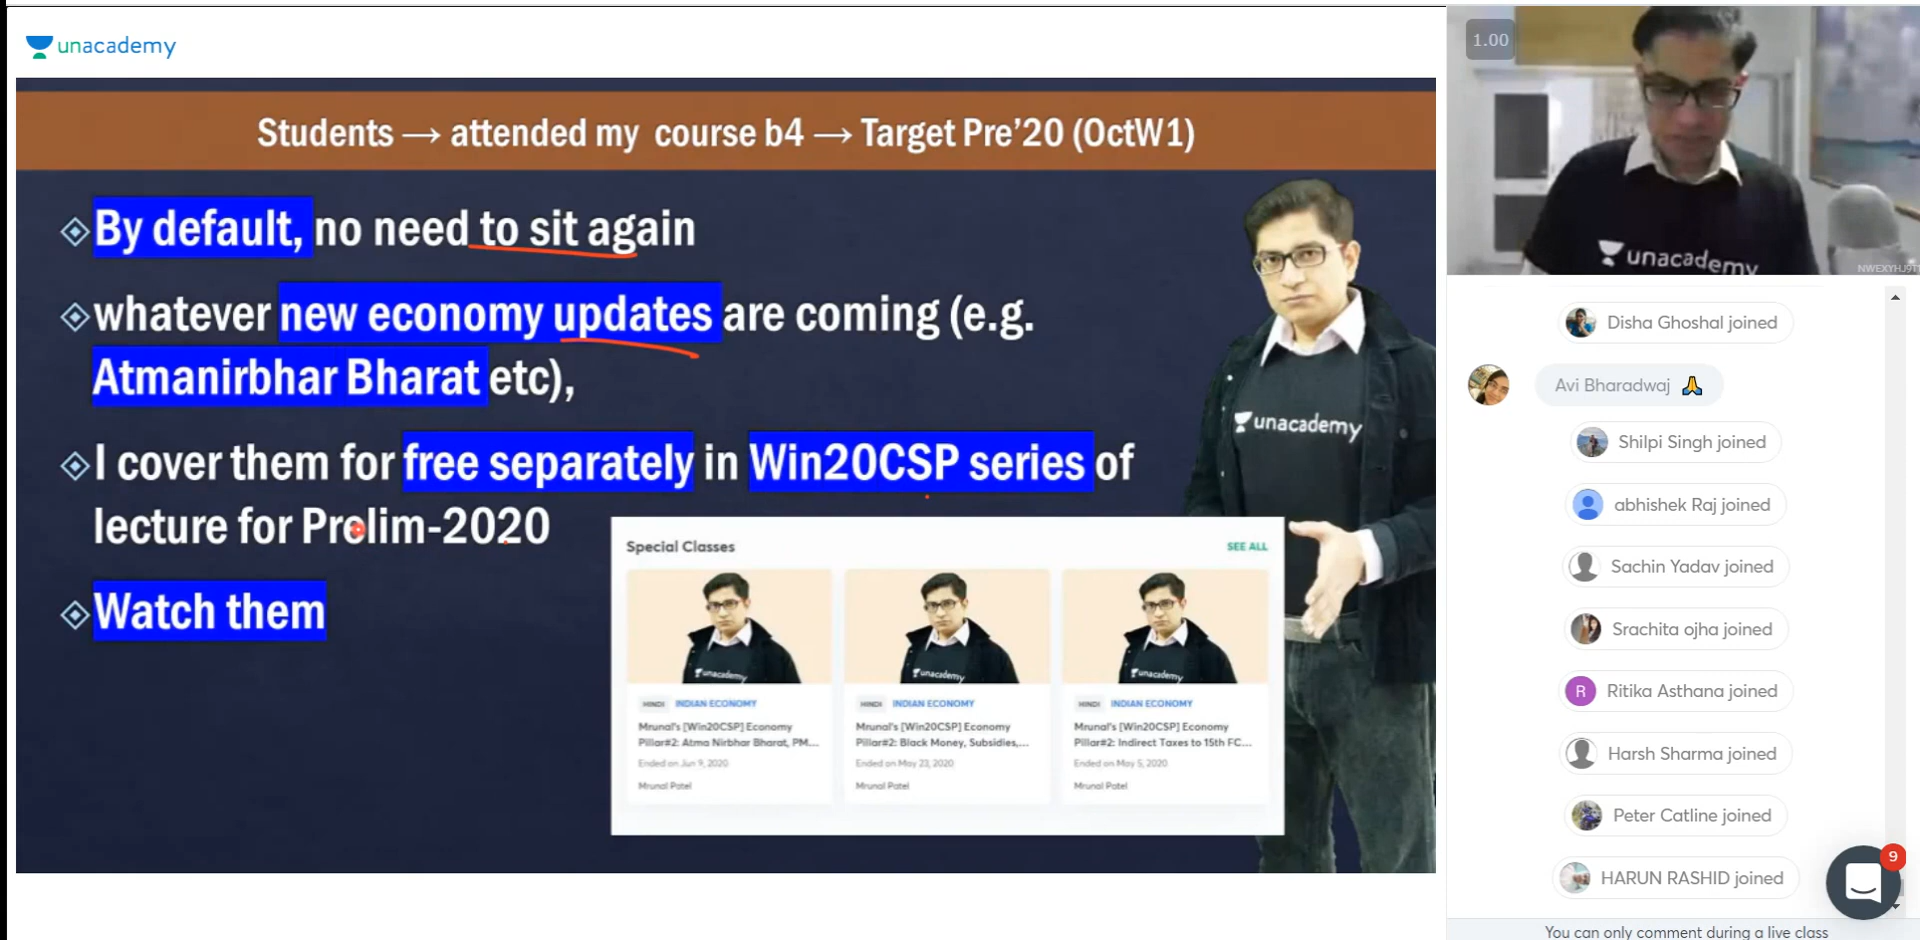 unacademy
Students → attended my course b4 → Target Pre'20 (OctW1)
By default, no need to sit again
whatever new economy updates are coming (e.g.
Atmanirbhar Bharat etc),
I cover them for free separately in Win20CSP series of
lecture for Prelim-2020
Watch them
unacademy
Special Classes
SEE ALL
unacademy
HINDI INDIAN ECONOMY
Mrunal's [Win20CSP] Economy
Pillar#2: Atma Nirbhar Bharat, PM...
Ended on Jun 9, 2020
Mrunal Patel
unacademy
HINDI INDIAN ECONOMY
Mrunal's [Win20CSP] Economy
Pillar#2: Black Money, Subsidies,...
Ended on May 23, 2020
Mrunal Patel
unacademy
HINDI INDIAN ECONOMY
Mrunal's [Win20CSP] Economy
Pillar#2: Indirect Taxes to 15th FC...
Ended on May 5, 2020
Mrunal Patel
1.00
unacademy
Disha Ghoshal joined
Avi Bharadwaj 🙏
Shilpi Singh joined
abhishek Raj joined
Sachin Yadav joined
Srachita ojha joined
R
Ritika Asthana joined
Harsh Sharma joined
Peter Catline joined
HARUN RASHID joined
9
You can only comment during a live class